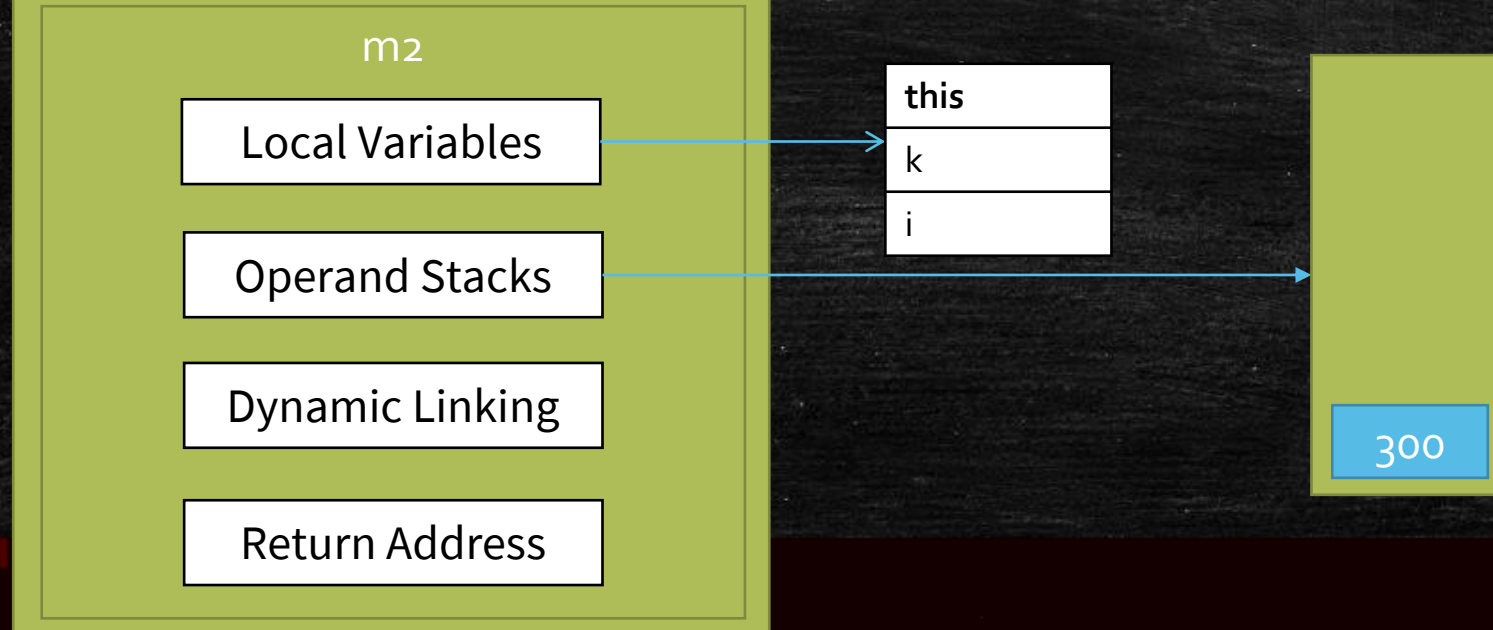 m2
Local Variables
Operand Stacks
Dynamic Linking
Return Address
this
k
i
300